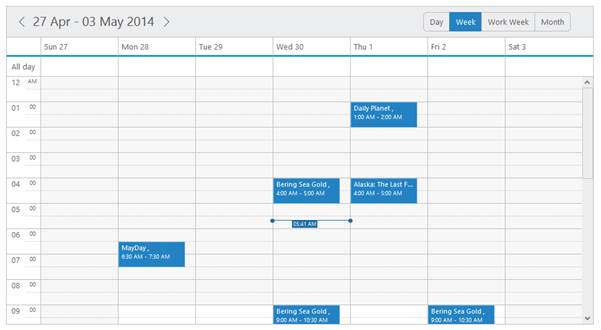 27 Apr - 03 May 2014
Day Week Work Week Month
Sun 27 Mon 28 Tue 29 Wed 30 Thu 1 Fri 2 Sat 3
All day
12 AM
01 00
Daily Planet ,
1:00 AM - 2:00 AM
02 00
03 00
04 00
Bering Sea Gold ,
4:00 AM - 5:00 AM
Alaska: The Last F...
4:00 AM - 5:00 AM
05 00
05:41 AM
06 00
MayDay ,
6:30 AM - 7:30 AM
07 00
08 00
09 00
Bering Sea Gold ,
9:00 AM - 10:30 AM
Bering Sea Gold ,
9:00 AM - 10:30 AM